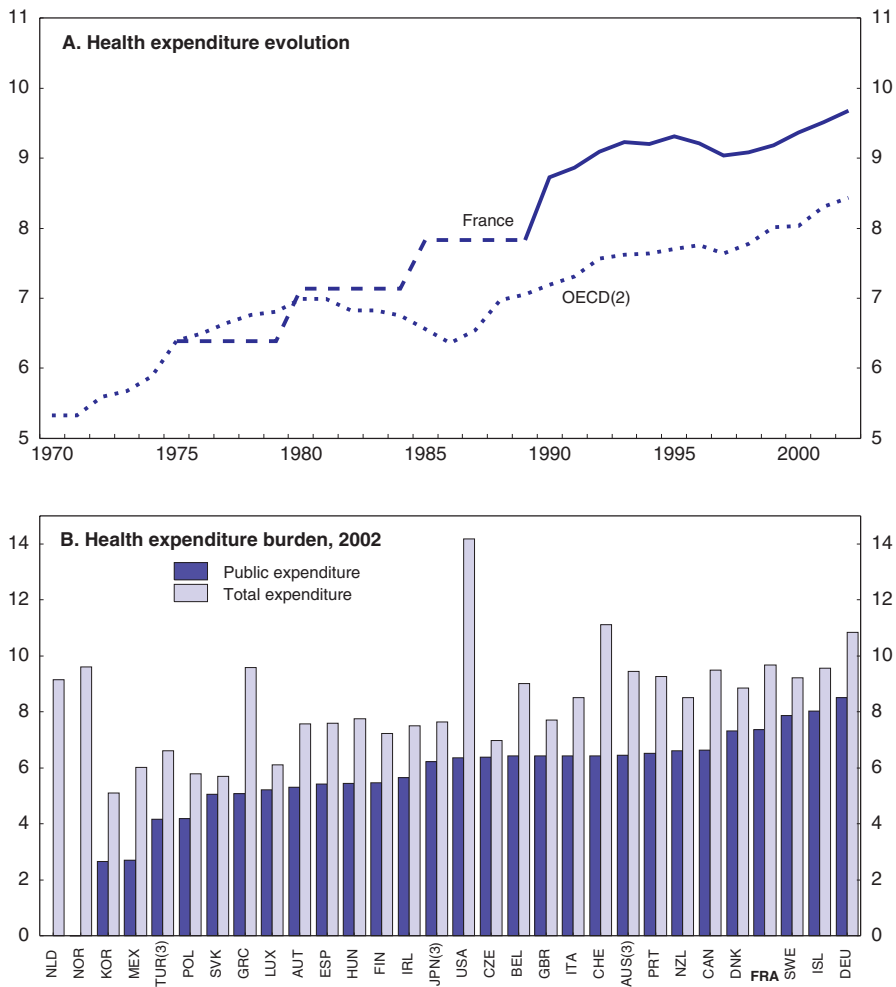 A. Health expenditure evolution
11 11
10 10
9 9
8 8
7 7
6 6
5 5
France
OECD(2)
1970 1975 1980 1985 1990 1995 2000
B. Health expenditure burden, 2002
Public expenditure
Total expenditure
14 14
12 12
10 10
8 8
6 6
4 4
2 2
0 0
NLD NOR KOR MEX TUR(3) POL SVK GRC LUX AUT ESP HUN FIN IRL JPN(3) USA CZE BEL GBR ITA CHE AUS(3) PRT NZL CAN DNK FRA SWE ISL DEU